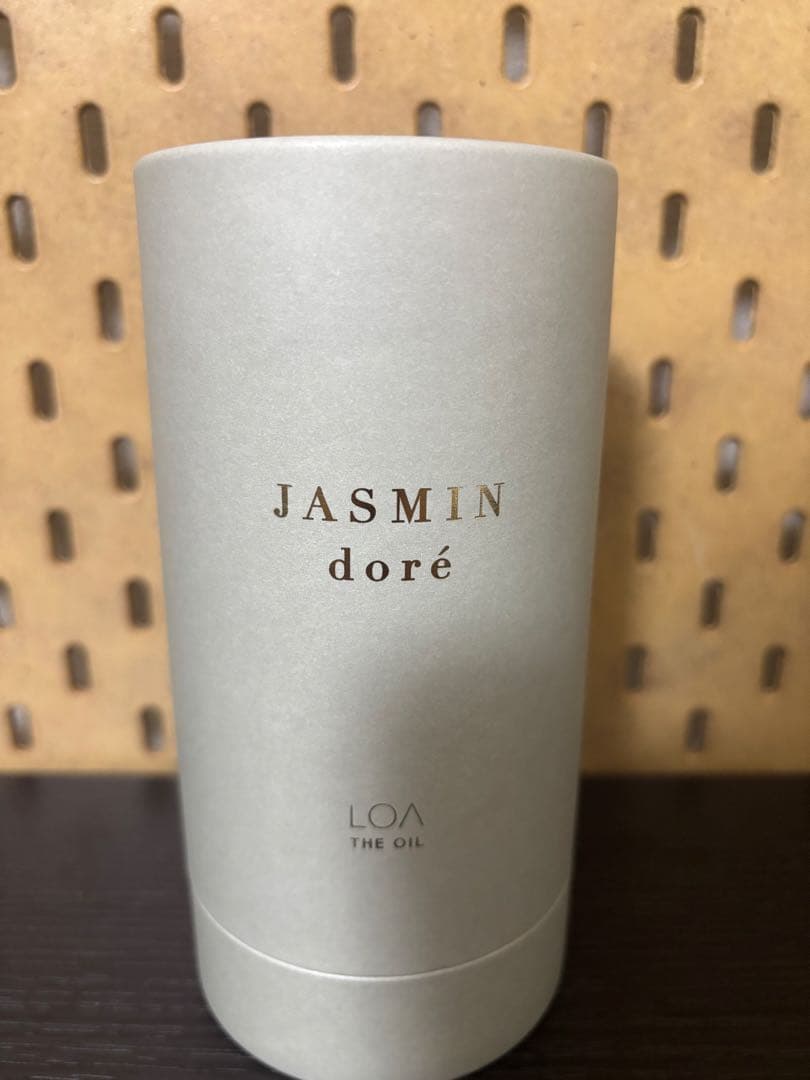 JASMIN
doré
LOA
THE OIL